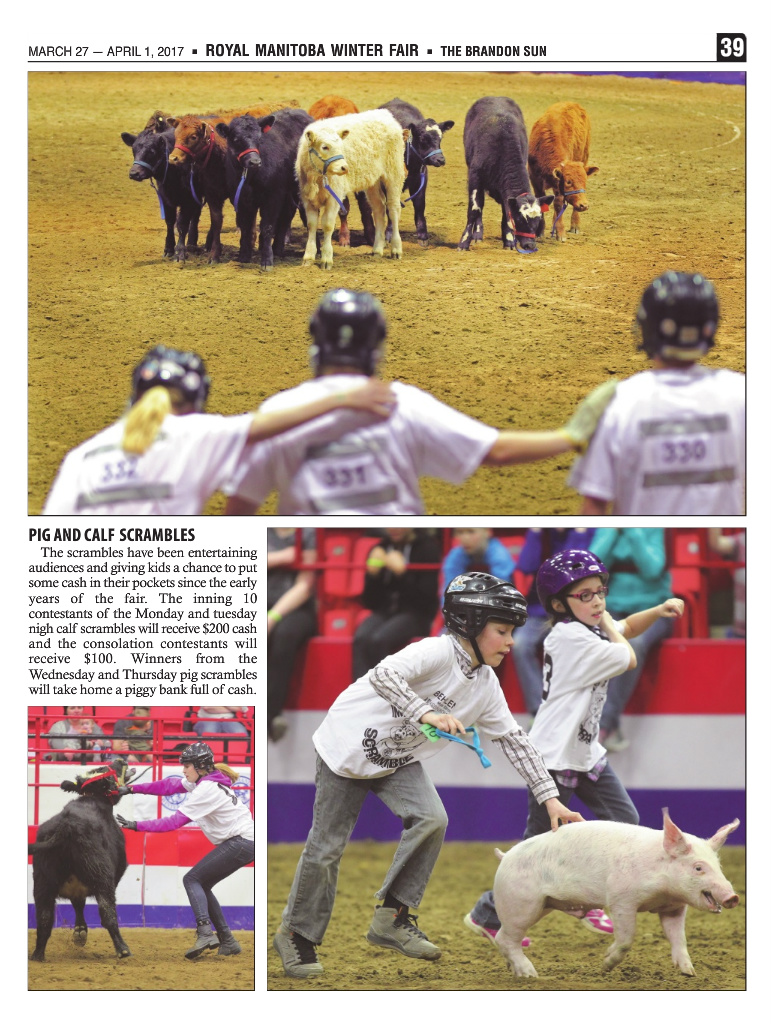 MARCH 27 — APRIL 1, 2017 ▪ ROYAL MANITOBA WINTER FAIR ▪ THE BRANDON SUN
39
332
331
330
PIG AND CALF SCRAMBLES
The scrambles have been entertaining
audiences and giving kids a chance to put
some cash in their pockets since the early
years of the fair. The inning 10
contestants of the Monday and tuesday
nigh calf scrambles will receive $200 cash
and the consolation contestants will
receive $100. Winners from the
Wednesday and Thursday pig scrambles
will take home a piggy bank full of cash.
SCRAMBLE
3